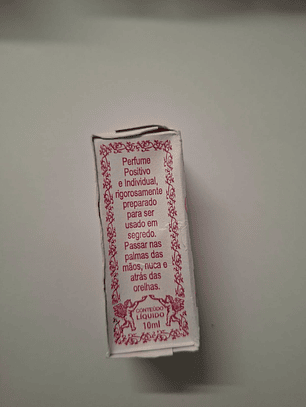 Perfume
Positivo
e Individual,
rigorosamente
preparado
para ser
usado em
segredo.
Passar nas
palmas das
mãos, nuca e
atrás das
orelhas.
CONTEÚDO
LÍQUIDO
10ml